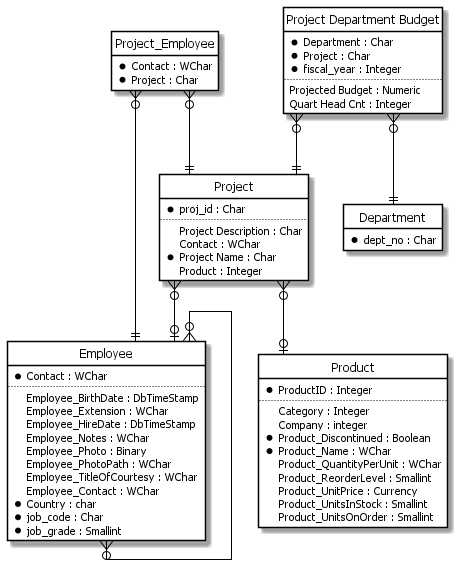 Project_Employee
Contact : WChar
Project : Char
Project Department Budget
Department : Char
Project : Char
fiscal_year : Integer
Projected Budget : Numeric
Quart Head Cnt : Integer
Project
proj_id : Char
Project Description : Char
Contact : WChar
Project Name : Char
Product : Integer
Department
dept_no : Char
Employee
Contact : WChar
Employee_BirthDate : DbTimeStamp
Employee_Extension : WChar
Employee_HireDate : DbTimeStamp
Employee_Notes : WChar
Employee_Photo : Binary
Employee_PhotoPath : WChar
Employee_TitleOfCourtesy : WChar
Employee_Contact : WChar
Country : char
job_code : Char
job_grade : Smallint
Product
ProductID : Integer
Category : Integer
Company : integer
Product_Discontinued : Boolean
Product_Name : WChar
Product_QuantityPerUnit : WChar
Product_ReorderLevel : Smallint
Product_UnitPrice : Currency
Product_UnitsInStock : Smallint
Product_UnitsOnOrder : Smallint